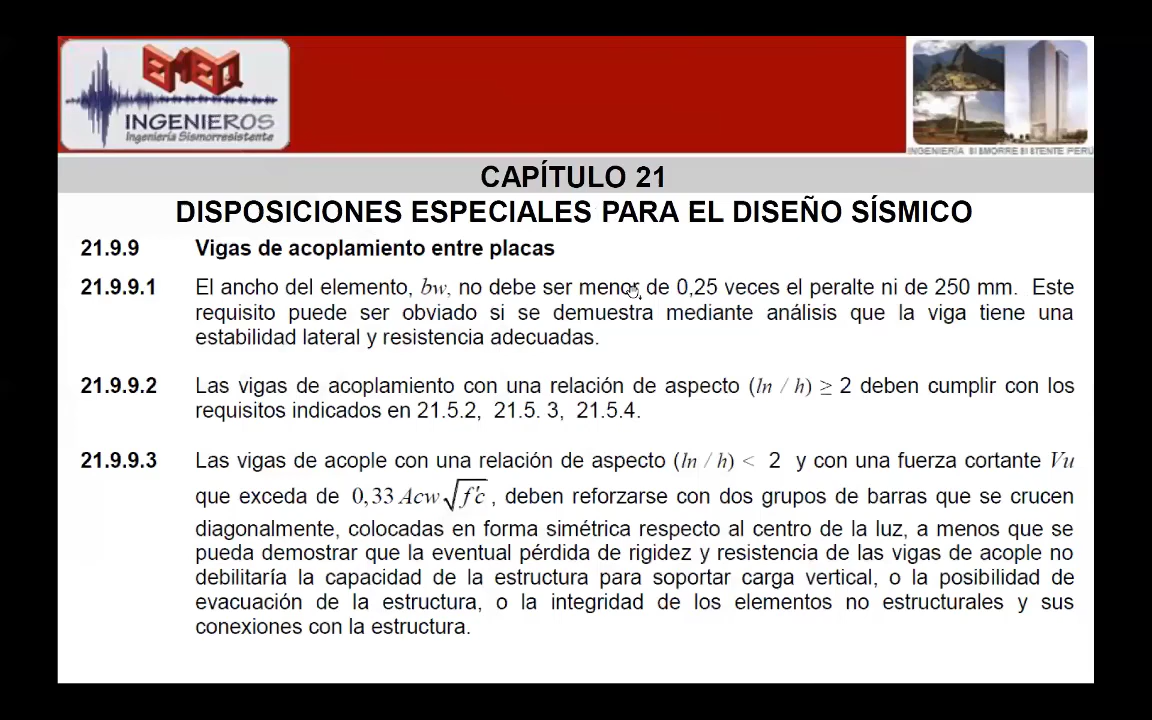 EMEQ
INGENIEROS
Ingeniería Sismorresistente
INGENIERÍA SISMORRESISTENTE PERÚ
CAPÍTULO 21
DISPOSICIONES ESPECIALES PARA EL DISEÑO SÍSMICO
21.9.9 Vigas de acoplamiento entre placas
21.9.9.1 El ancho del elemento, bw, no debe ser menor de 0,25 veces el peralte ni de 250 mm. Este
requisito puede ser obviado si se demuestra mediante análisis que la viga tiene una
estabilidad lateral y resistencia adecuadas.
21.9.9.2 Las vigas de acoplamiento con una relación de aspecto (ln / h) ≥ 2 deben cumplir con los
requisitos indicados en 21.5.2, 21.5. 3, 21.5.4.
21.9.9.3 Las vigas de acople con una relación de aspecto (ln / h) < 2 y con una fuerza cortante Vu
que exceda de 0,33 Acw √f'c , deben reforzarse con dos grupos de barras que se crucen
diagonalmente, colocadas en forma simétrica respecto al centro de la luz, a menos que se
pueda demostrar que la eventual pérdida de rigidez y resistencia de las vigas de acople no
debilitaría la capacidad de la estructura para soportar carga vertical, o la posibilidad de
evacuación de la estructura, o la integridad de los elementos no estructurales y sus
conexiones con la estructura.